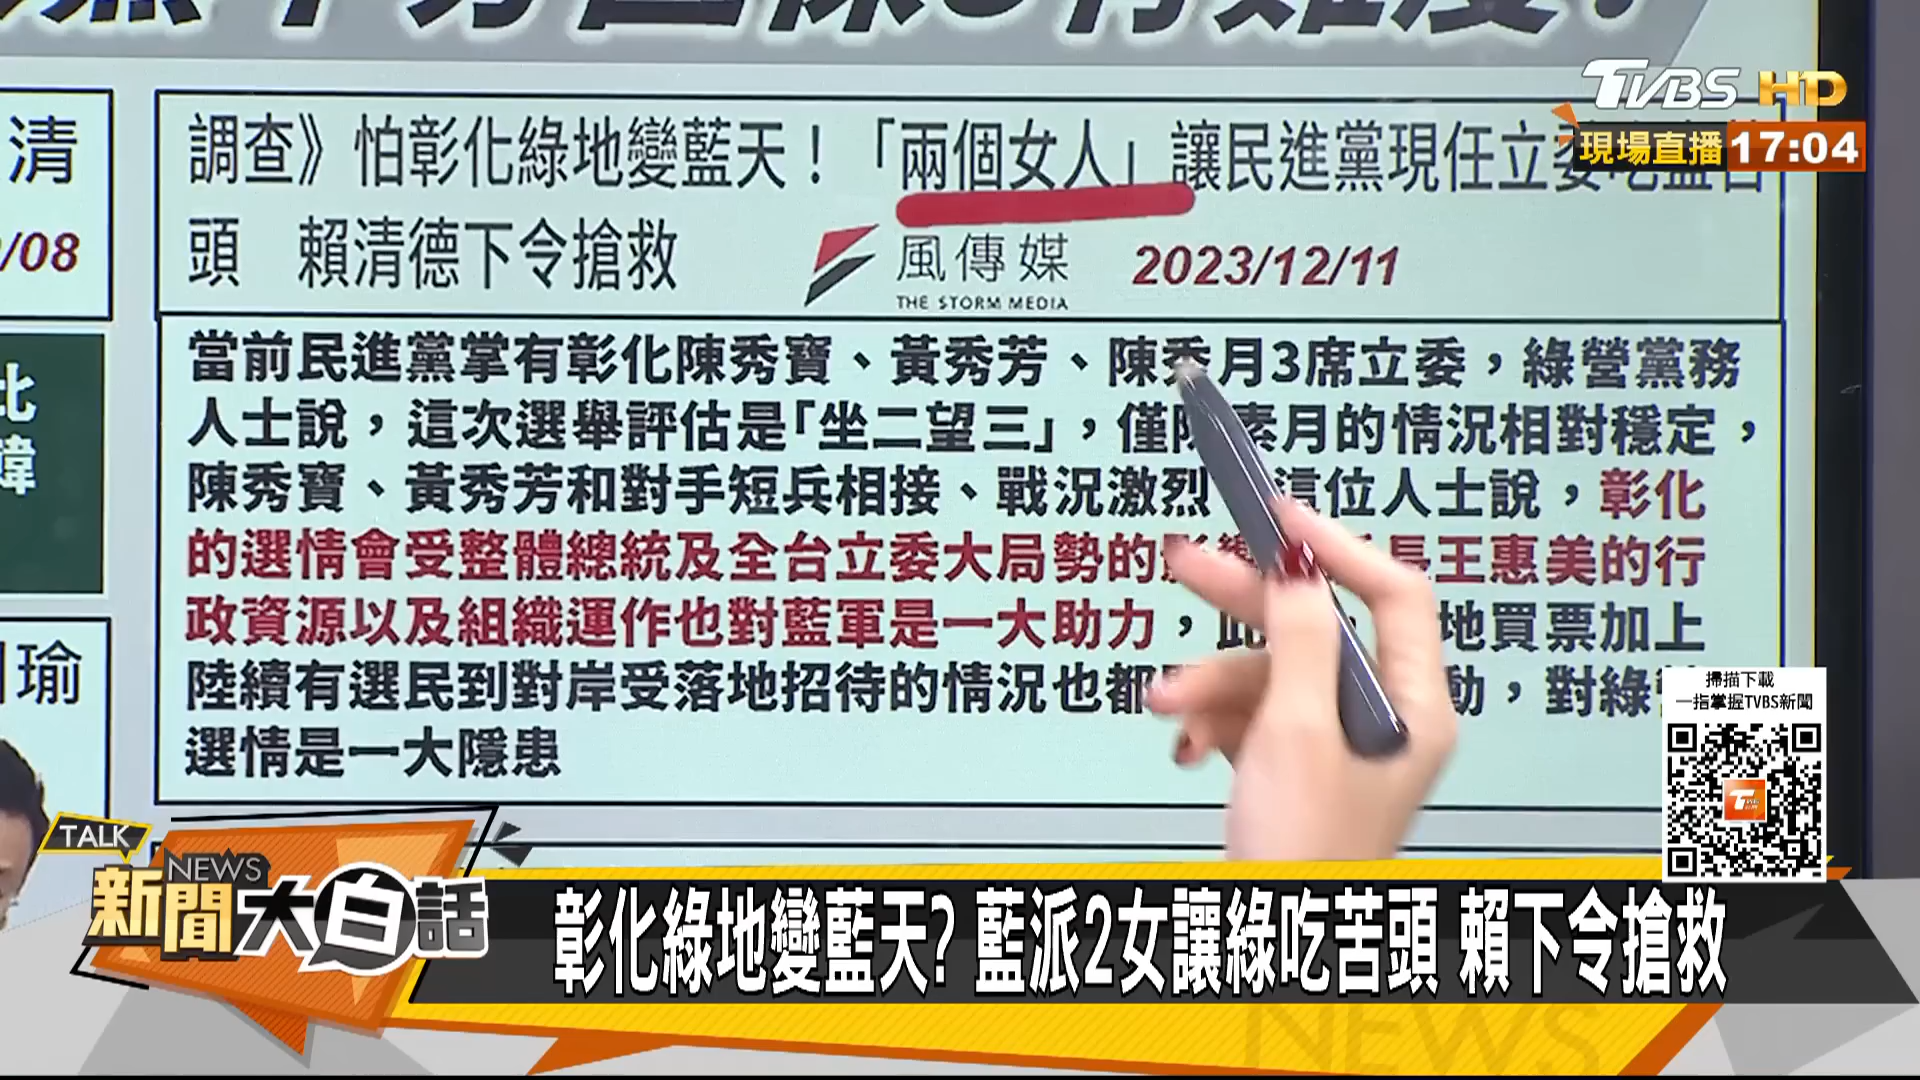 TVBS HD
現場直播 17:04
清
/08
調查》怕彰化綠地變藍天！「兩個女人」讓民進黨現任立委
頭 賴清德下令搶救
風傳媒
THE STORM MEDIA
2023/12/11
當前民進黨掌有彰化陳秀寶、黃秀芳、陳秀月3席立委，綠營黨務
人士說，這次選舉評估是「坐二望三」，僅陳素月的情況相對穩定，
陳秀寶、黃秀芳和對手短兵相接、戰況激烈 這位人士說，彰化
的選情會受整體總統及全台立委大局勢的 長王惠美的行
政資源以及組織運作也對藍軍是一大助力， 地買票加上
陸續有選民到對岸受落地招待的情況也都 動，對綠營
選情是一大隱患
北
韓
瑜
掃描下載
一指掌握TVBS新聞
TALK
NEWS
新聞大白話
彰化綠地變藍天? 藍派2女讓綠吃苦頭 賴下令搶救
NEWS